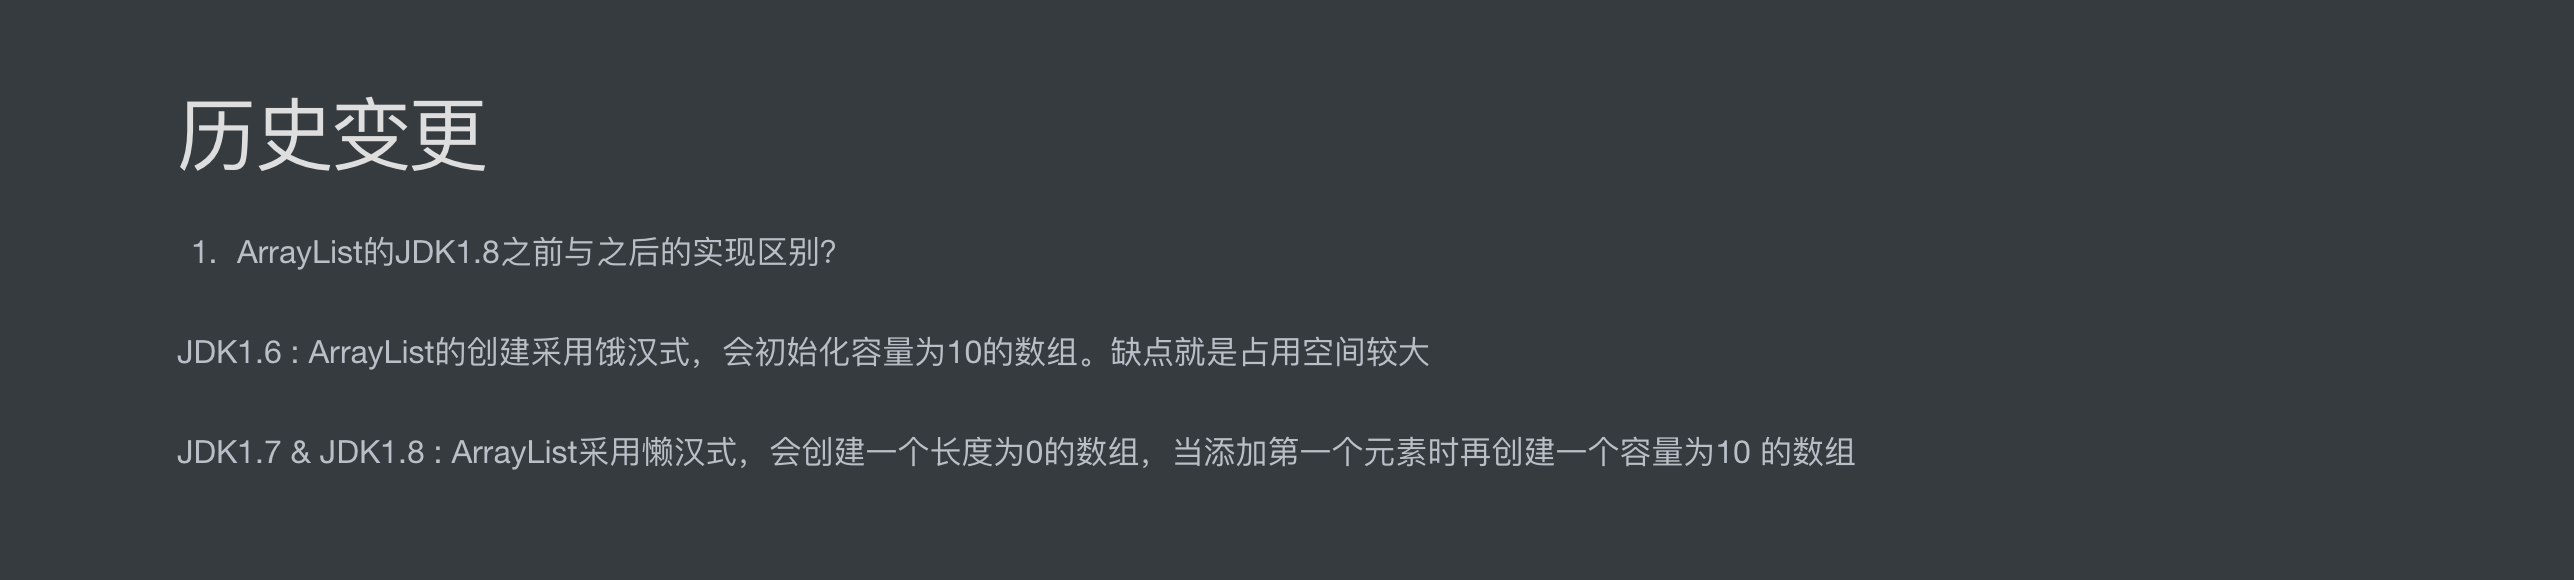 历史变更
1. ArrayList的JDK1.8之前与之后的实现区别？
JDK1.6 : ArrayList的创建采用饿汉式，会初始化容量为10的数组。缺点就是占用空间较大
JDK1.7 & JDK1.8 : ArrayList采用懒汉式，会创建一个长度为0的数组，当添加第一个元素时再创建一个容量为10 的数组